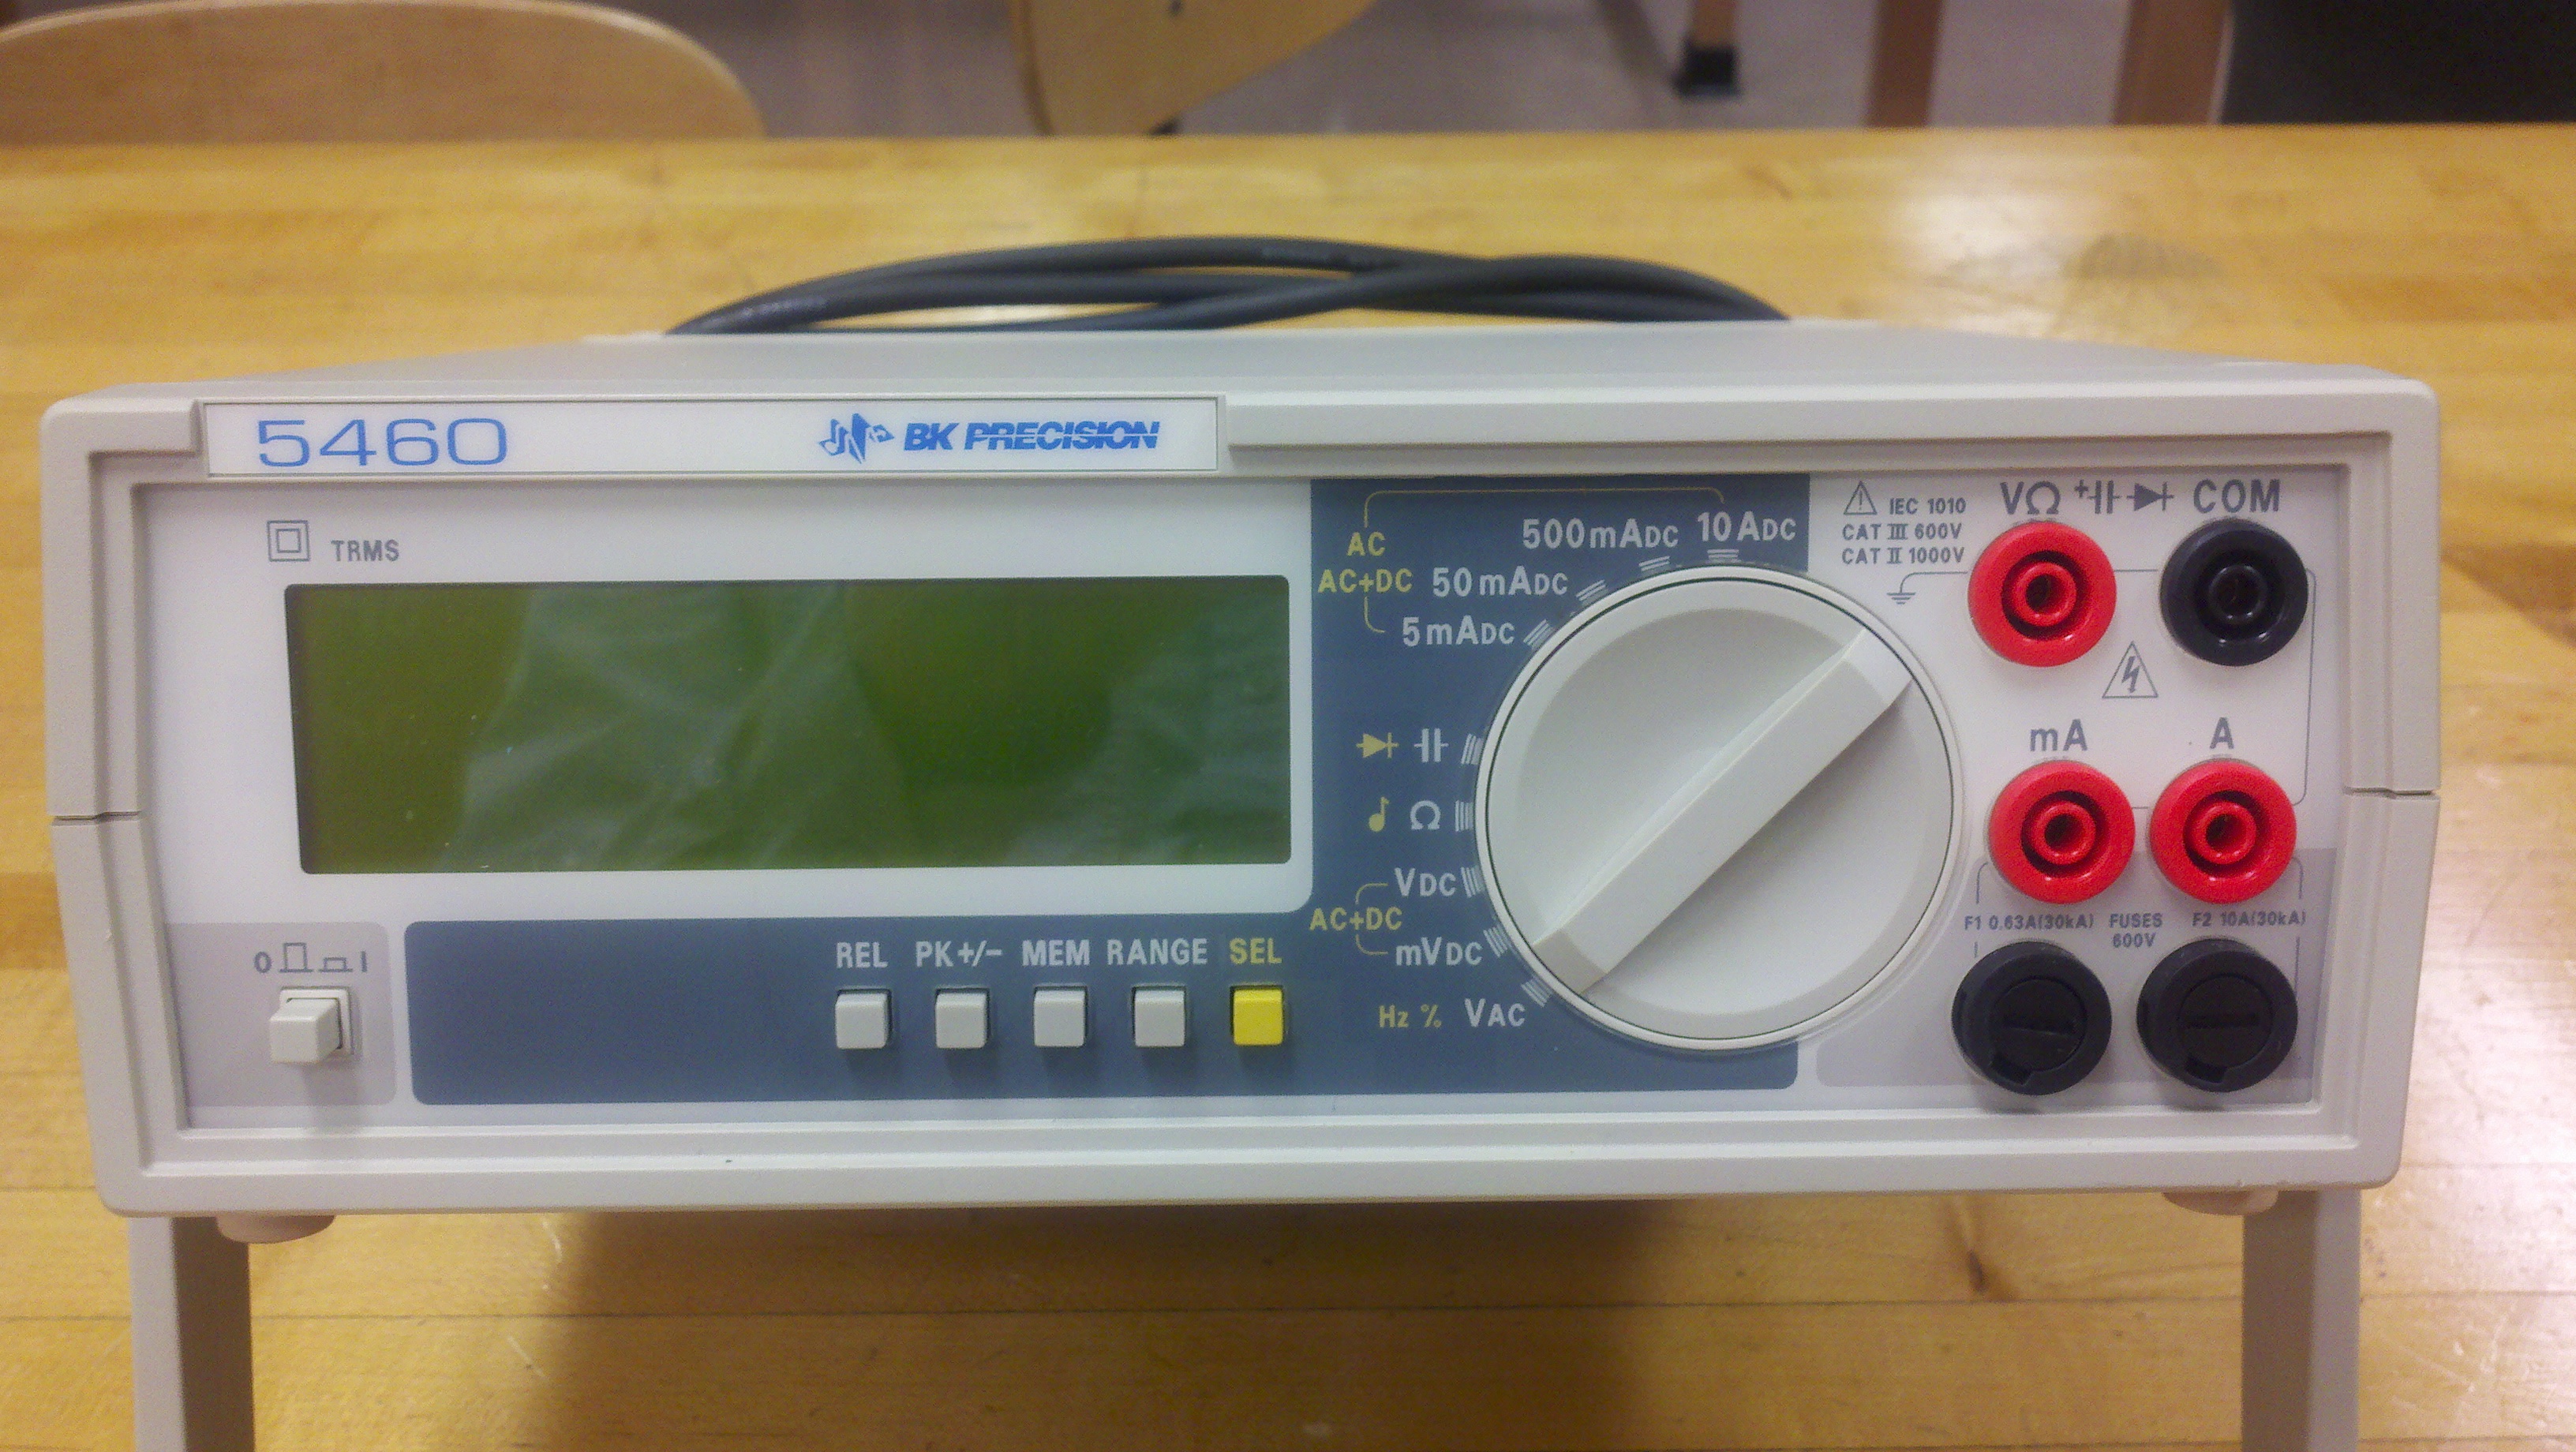 5460
BK PRECISION
TRMS
AC
AC+DC
500mADC
10ADC
50mADC
5mADC
Ω
VDC
AC+DC
mVDC
Hz % VAC
IEC 1010
CAT III 600V
CAT II 1000V
VΩ
COM
mA
A
F1 0.63A(30kA)
FUSES
600V
F2 10A(30kA)
0
I
REL
PK+/−
MEM
RANGE
SEL